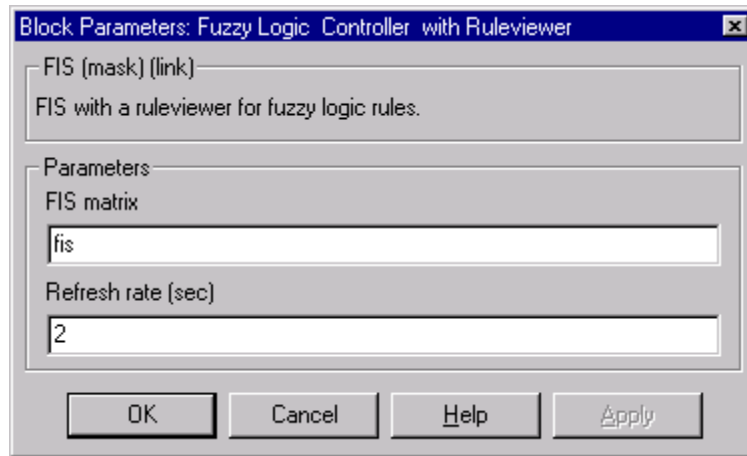 Block Parameters: Fuzzy Logic  Controller  with Ruleviewer
FIS (mask) (link)
FIS with a ruleviewer for fuzzy logic rules.
Parameters
FIS matrix
fis
Refresh rate (sec)
2
OK Cancel Help Apply